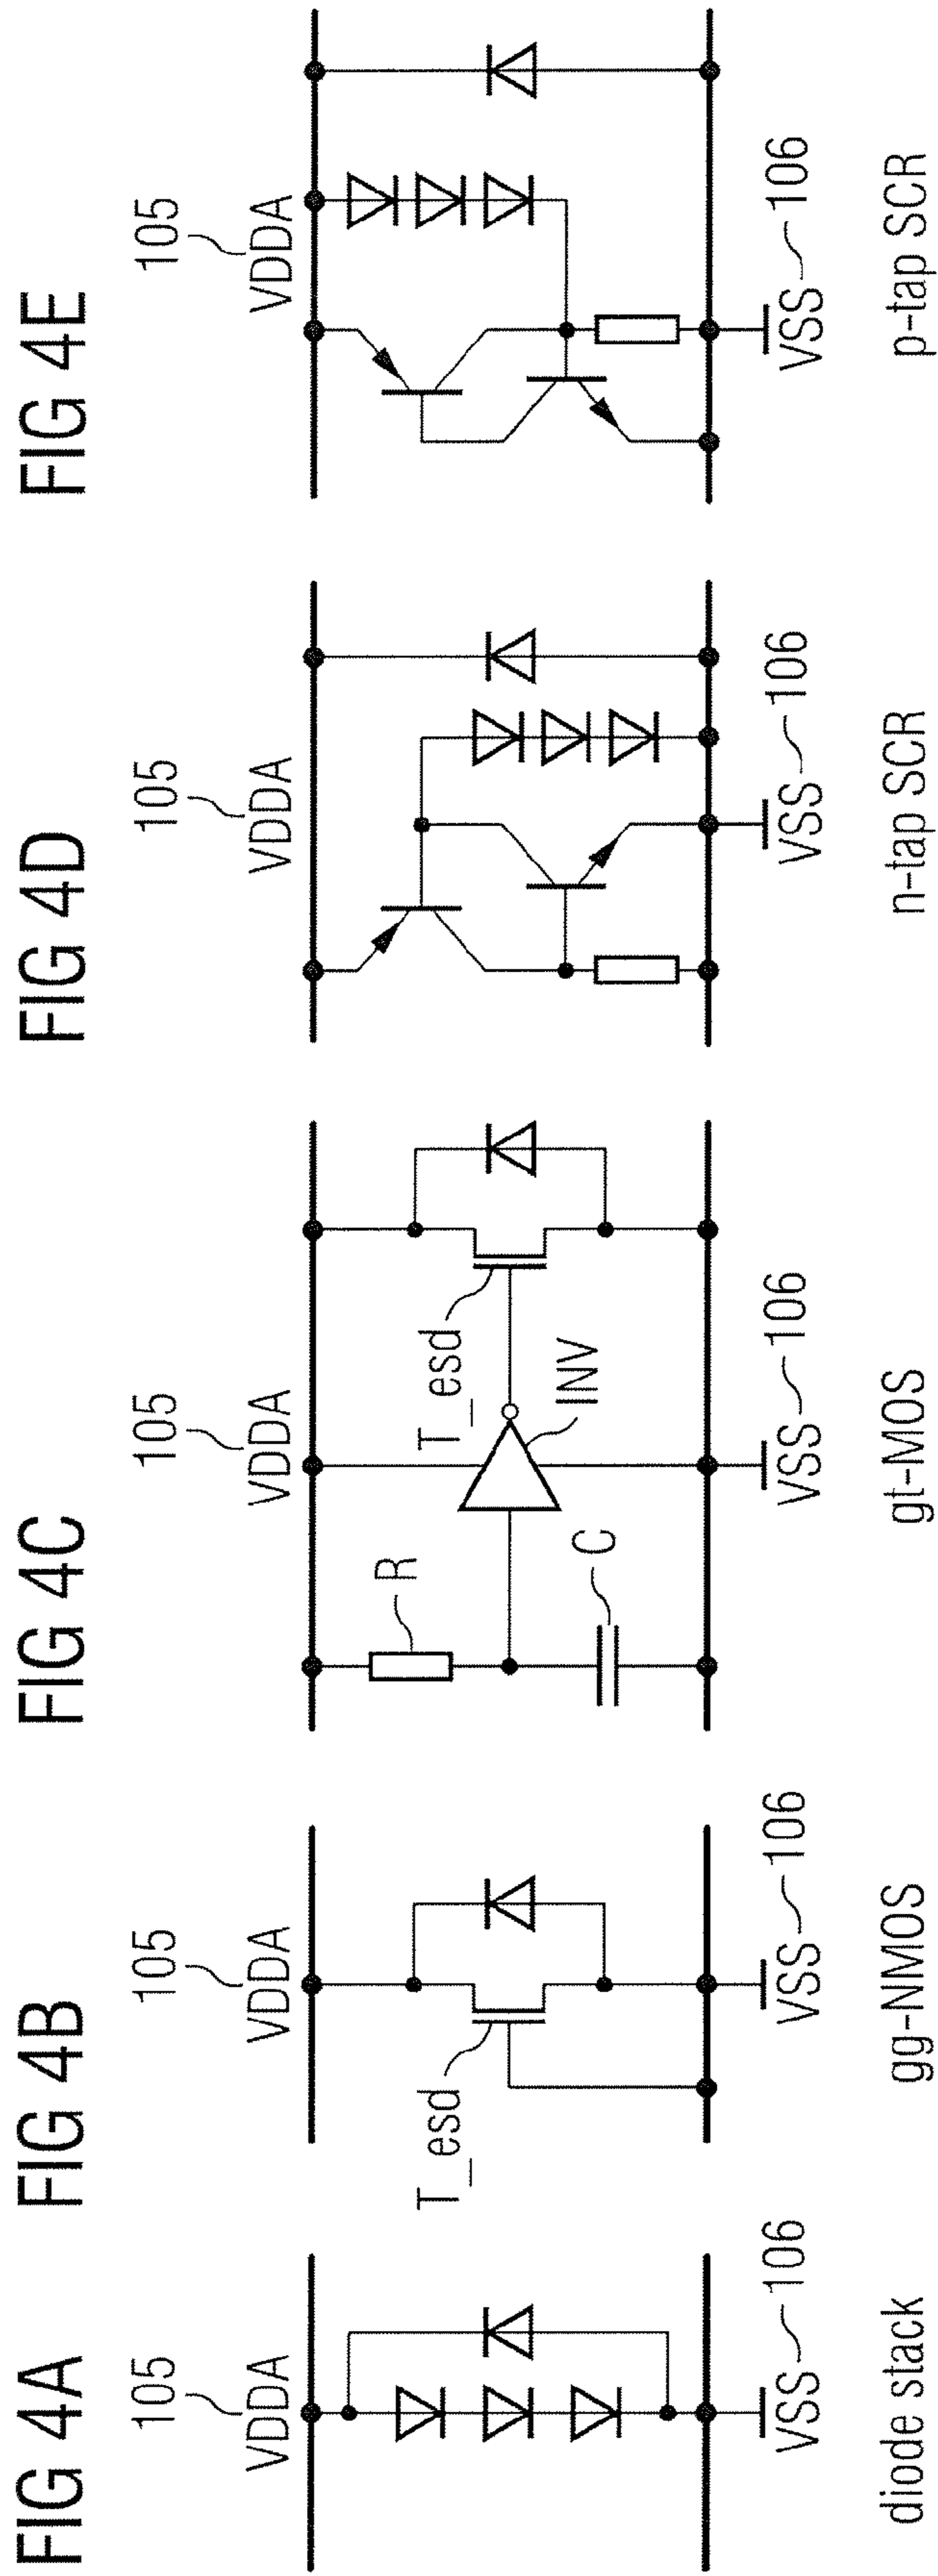 FIG 4A
105
VDDA
VSS 106
diode stack
FIG 4B
105
VDDA
T_esd
VSS 106
gg-NMOS
FIG 4C
105
VDDA
R
T_esd
C
INV
VSS 106
gt-MOS
FIG 4D
105
VDDA
VSS 106
n-tap SCR
FIG 4E
105
VDDA
VSS 106
p-tap SCR